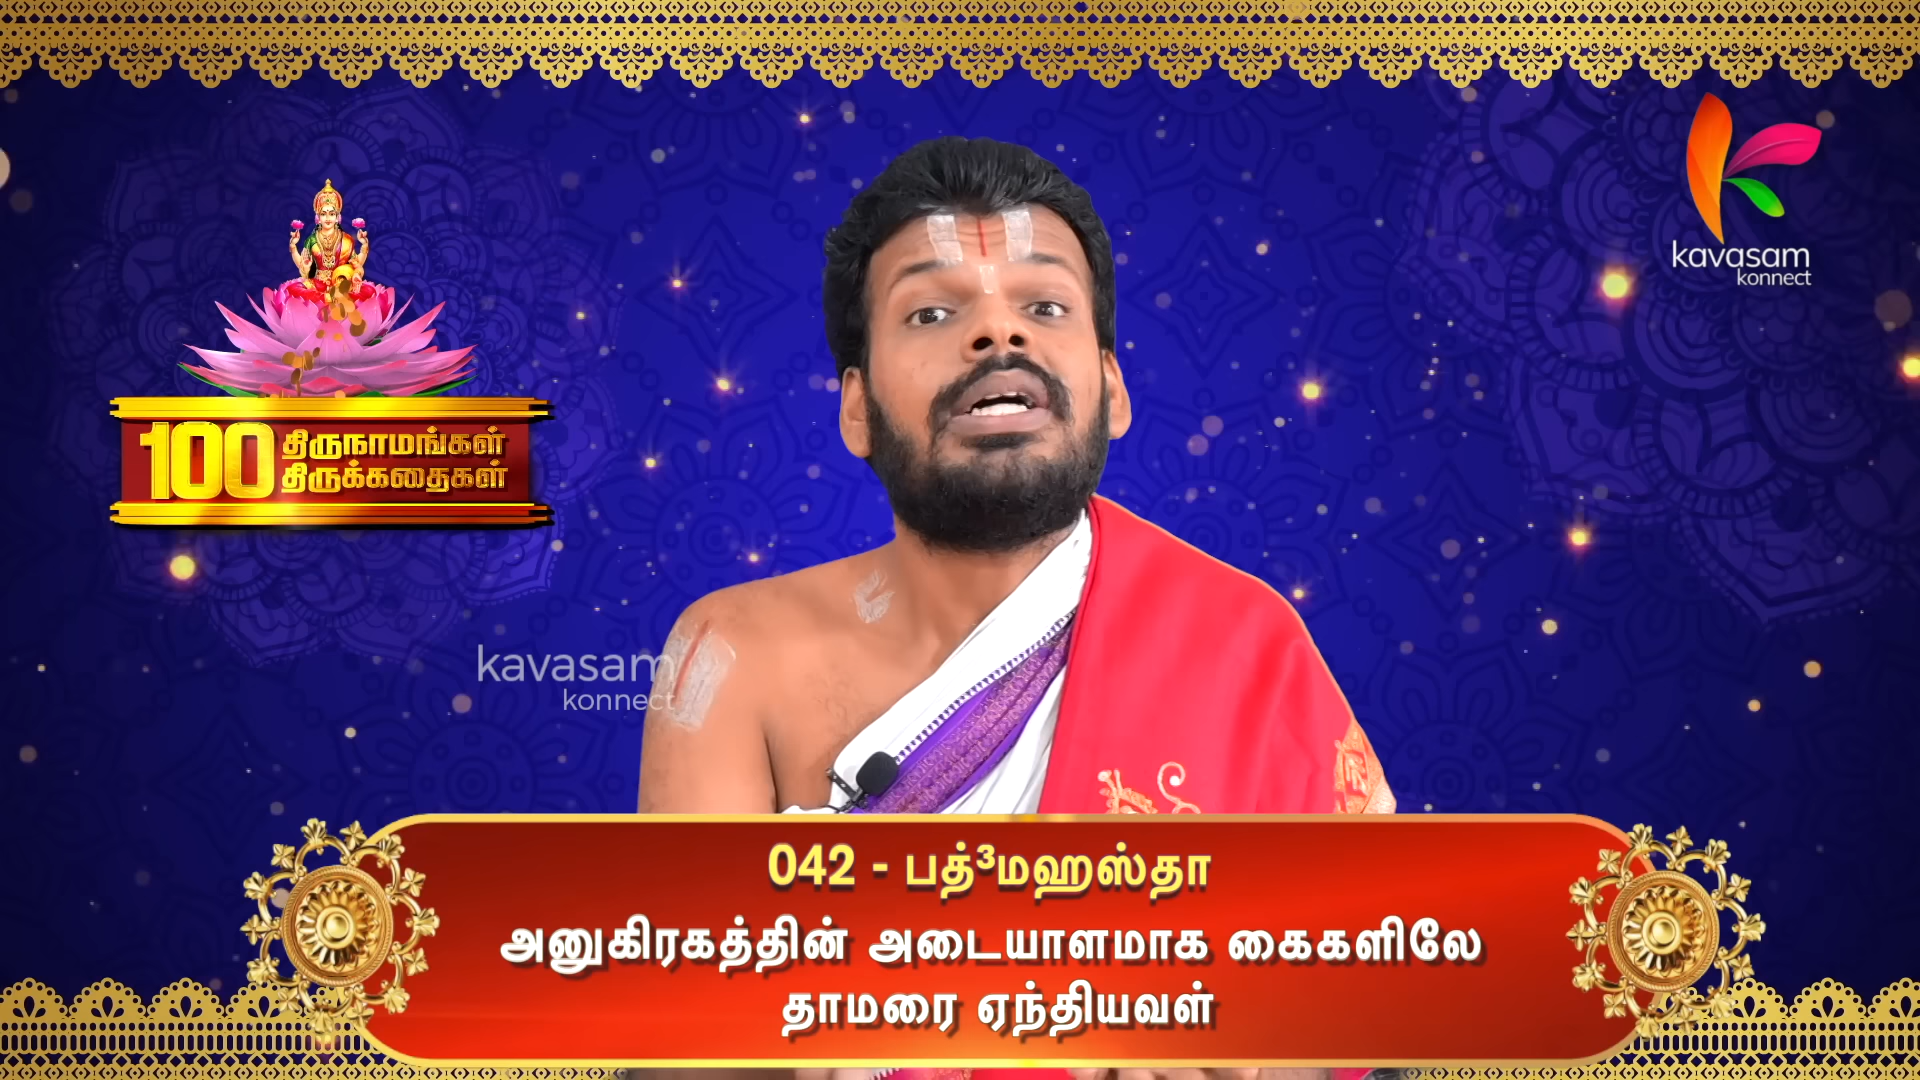 kavasam
konnect
100 திருநாமங்கள்
திருக்கதைகள்
kavasam
konnect
042 - பத்³மஹஸ்தா
அனுகிரகத்தின் அடையாளமாக கைகளிலே
தாமரை ஏந்தியவள்